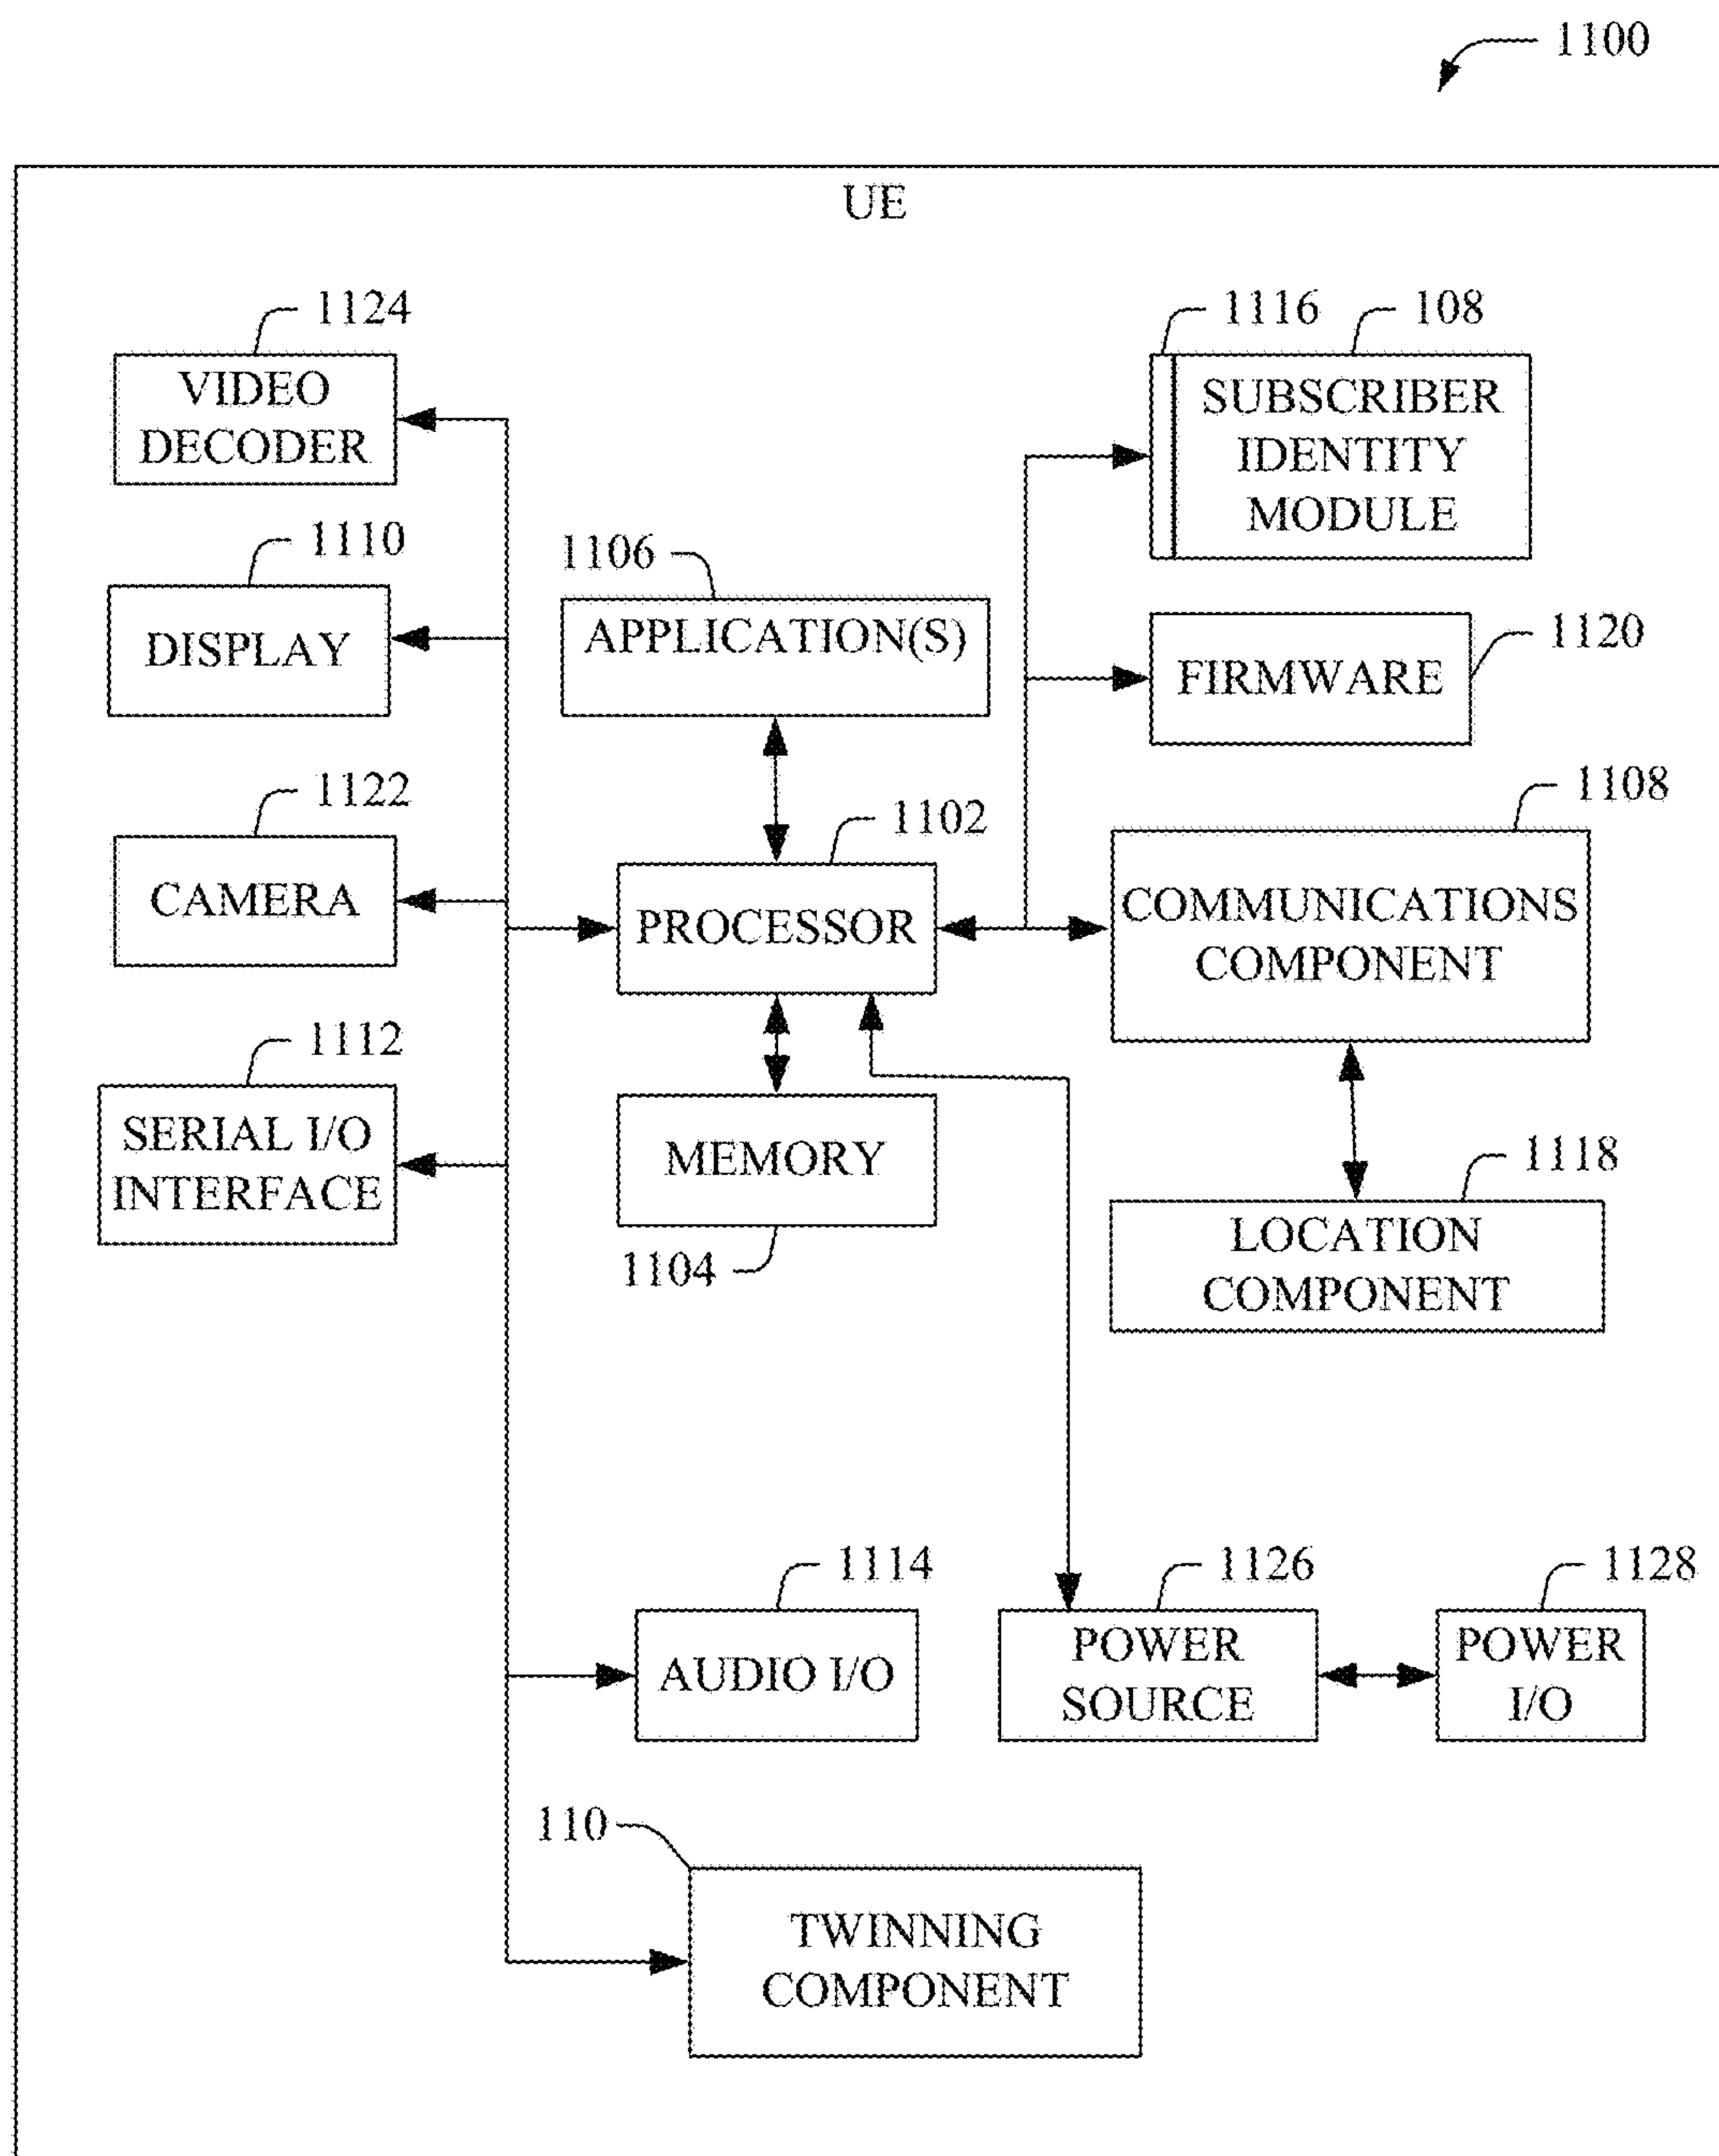 1100
UE
1124
VIDEO
DECODER
1116
108
SUBSCRIBER
IDENTITY
MODULE
1110
DISPLAY
1106
APPLICATION(S)
1120
FIRMWARE
1122
CAMERA
1102
PROCESSOR
1108
COMMUNICATIONS
COMPONENT
1112
SERIAL I/O
INTERFACE
MEMORY
1104
1118
LOCATION
COMPONENT
1114
AUDIO I/O
1126
POWER
SOURCE
1128
POWER
I/O
110
TWINNING
COMPONENT